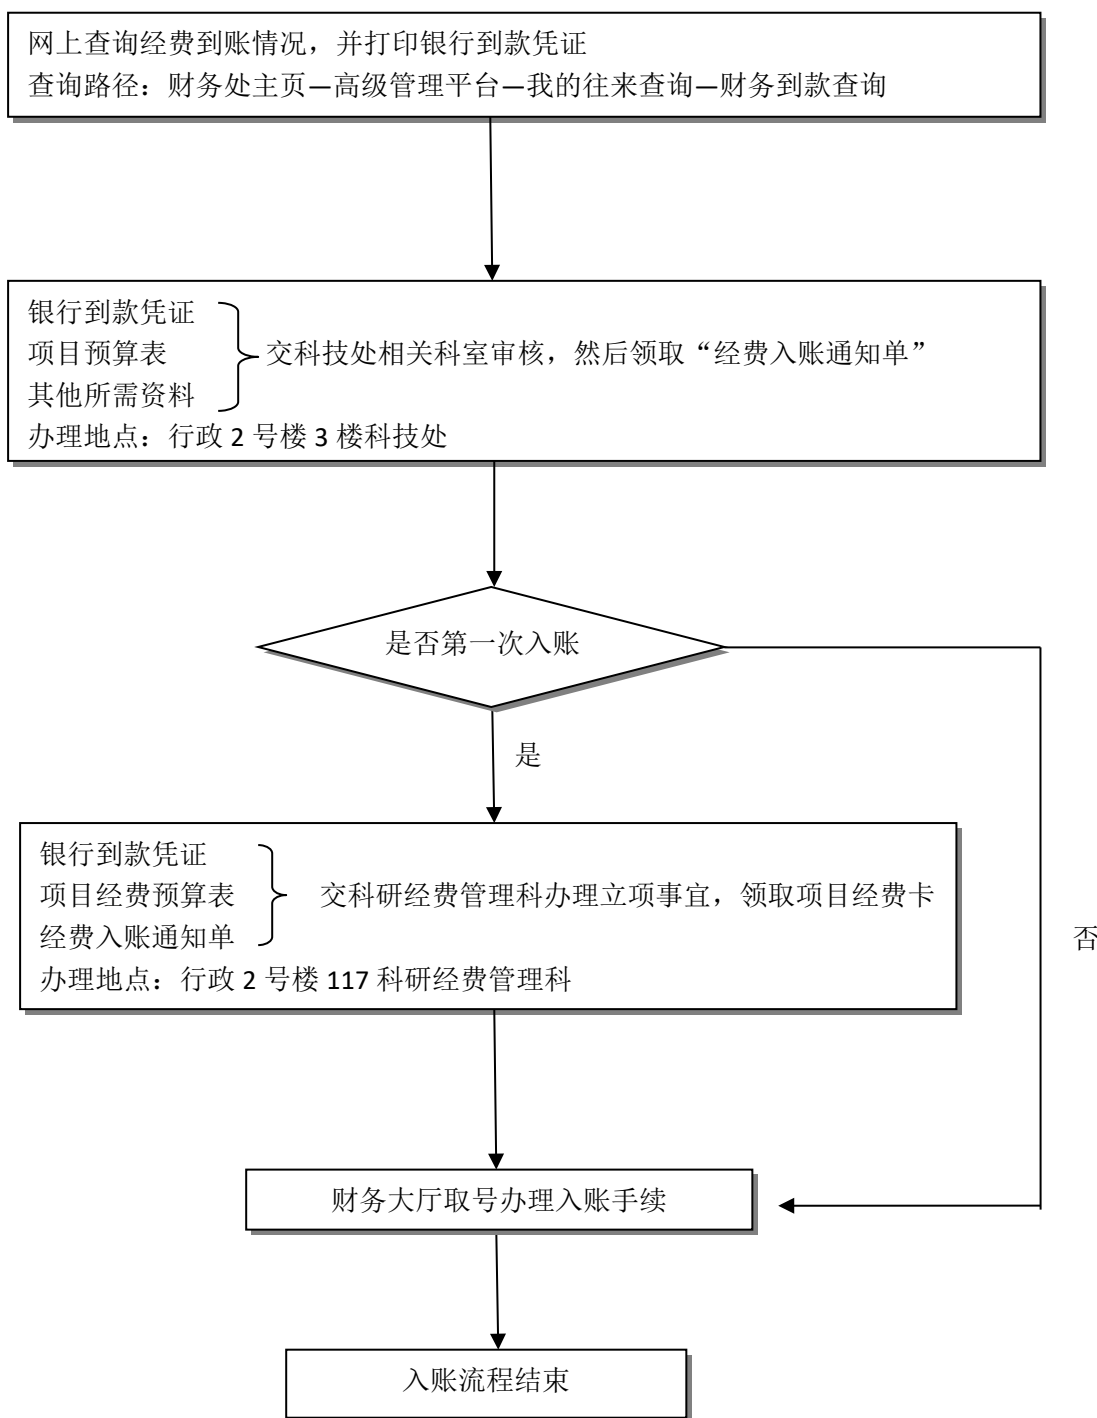 网上查询经费到账情况，并打印银行到款凭证
查询路径：财务处主页—高级管理平台—我的往来查询—财务到款查询
银行到款凭证
项目预算表
其他所需资料
交科技处相关科室审核，然后领取“经费入账通知单”
办理地点：行政 2 号楼 3 楼科技处
是否第一次入账
是
银行到款凭证
项目经费预算表
经费入账通知单
交科研经费管理科办理立项事宜，领取项目经费卡
办理地点：行政 2 号楼 117 科研经费管理科
否
财务大厅取号办理入账手续
入账流程结束